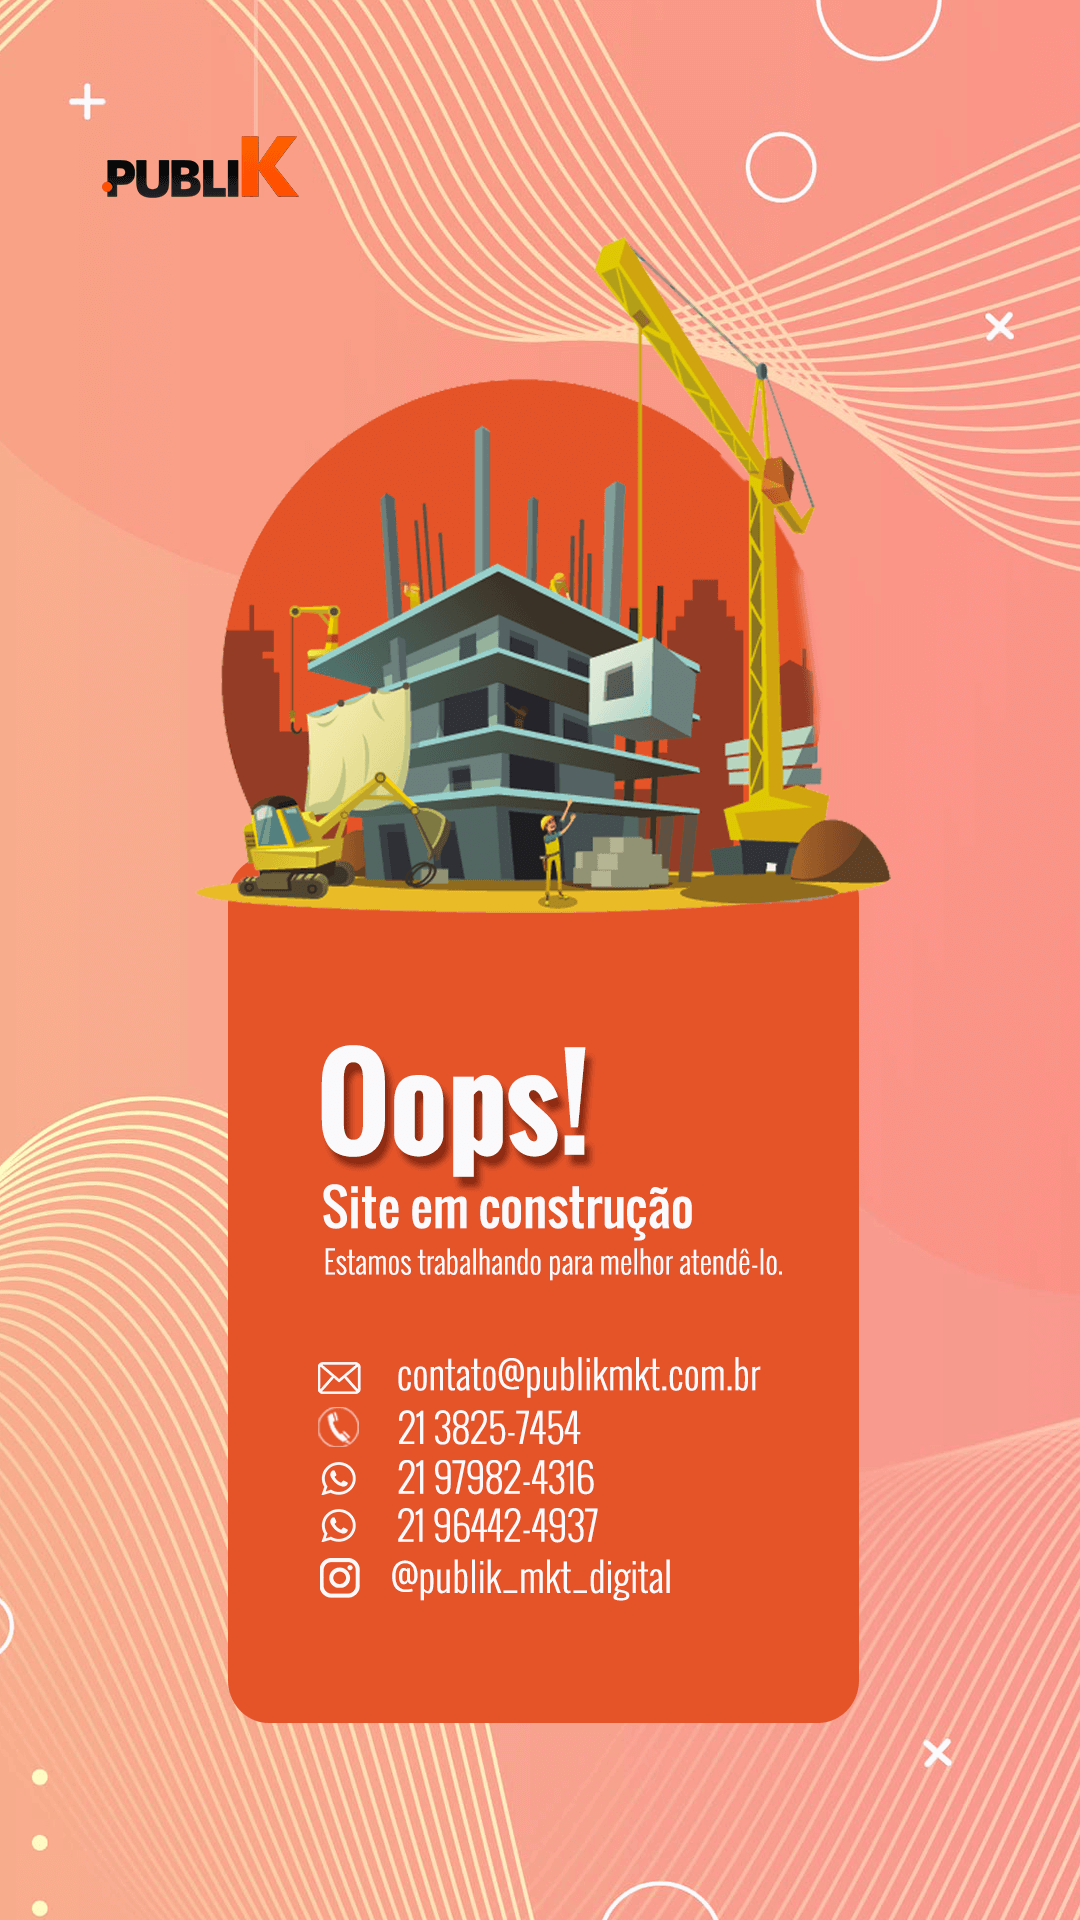 .PUBLIK
Oops!
Site em construção
Estamos trabalhando para melhor atendê-lo.
contato@publikmkt.com.br
21 3825-7454
21 97982-4316
21 96442-4937
@publik_mkt_digital